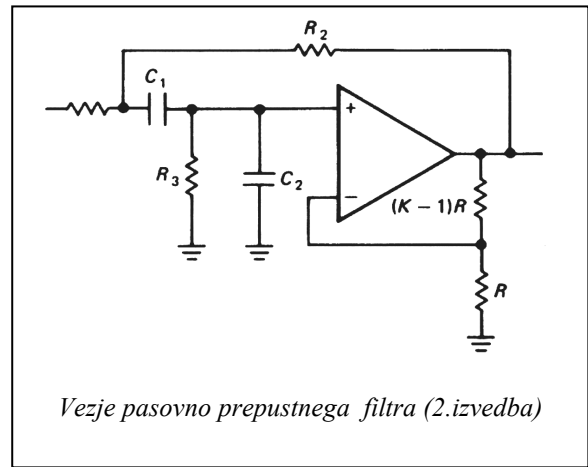 R2
C1
+
R3
C2
−
(K − 1)R
R
Vezje pasovno prepustnega filtra (2.izvedba)